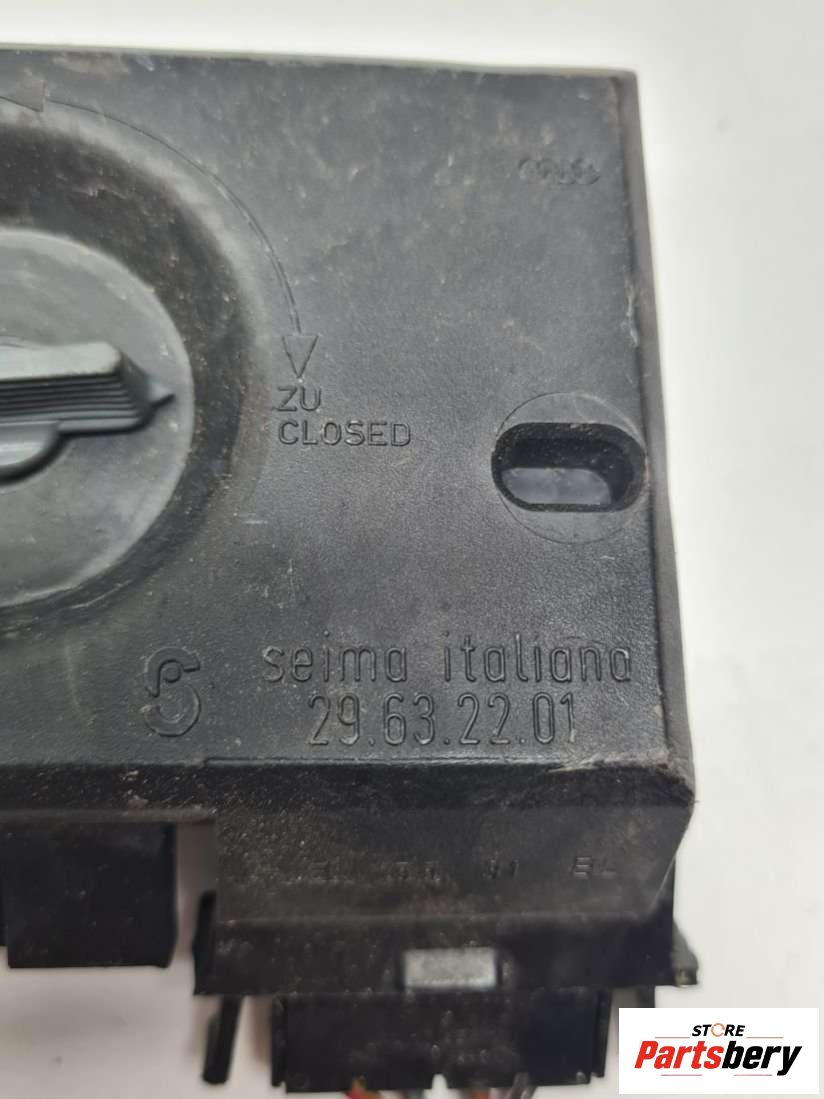 ZU
CLOSED
seima italiana
29.63.22.01
STORE
Partsbery